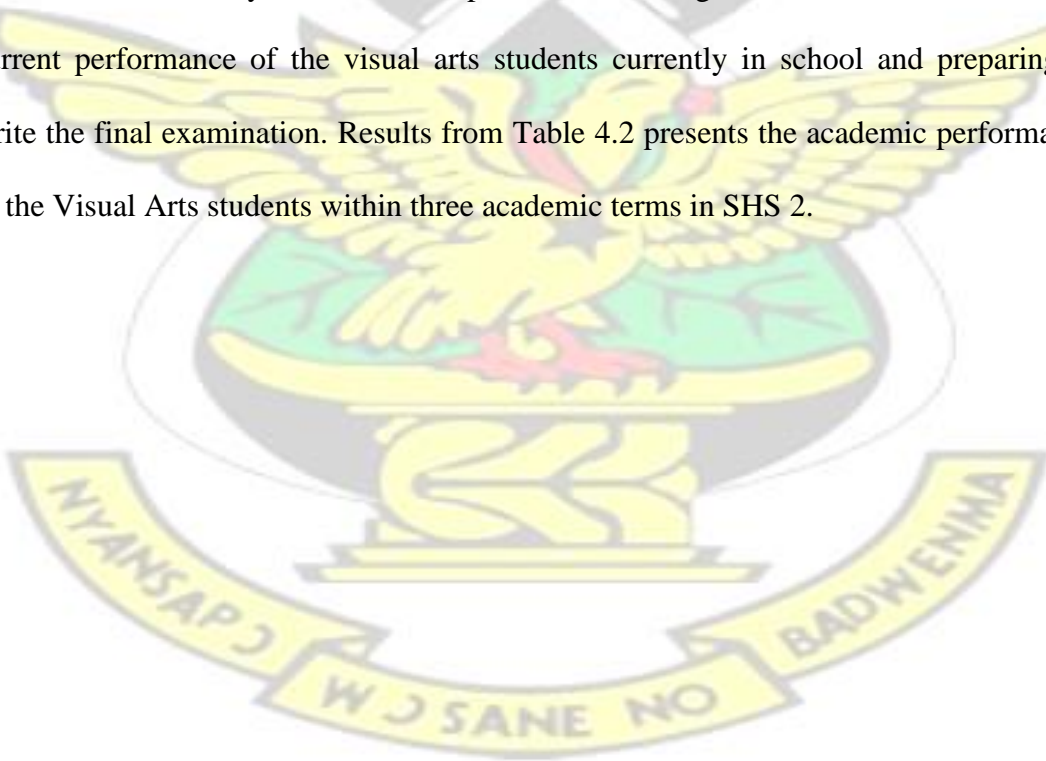 current performance of the visual arts students currently in school and preparing
write the final examination. Results from Table 4.2 presents the academic
the Visual Arts students within three academic terms in SHS 2.
NYANSAPƆ
WƆ SANE NO
BADWENMA